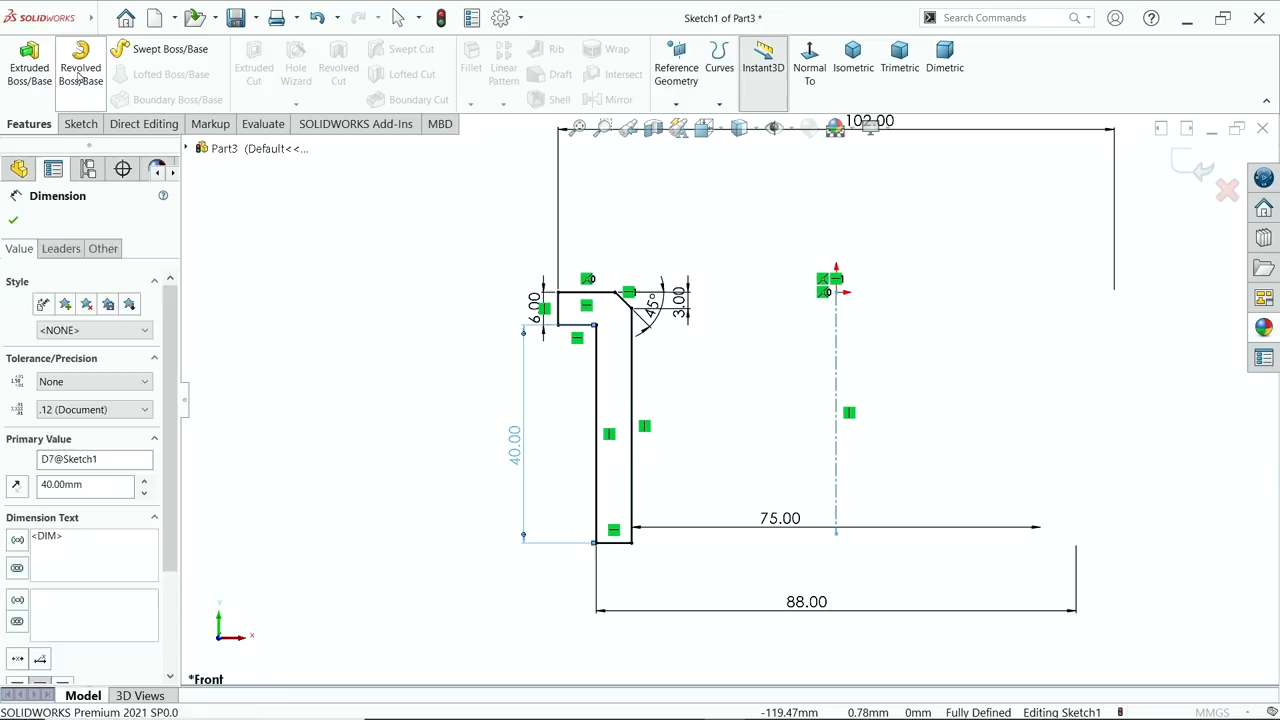 SOLIDWORKS
Sketch1 of Part3 *
Search Commands
Extruded Boss/Base
Revolved Boss/Base
Swept Boss/Base
Lofted Boss/Base
Boundary Boss/Base
Extruded Cut
Hole Wizard
Revolved Cut
Swept Cut
Lofted Cut
Boundary Cut
Fillet
Linear Pattern
Rib
Draft
Shell
Wrap
Intersect
Mirror
Reference Geometry
Curves
Instant3D
Normal To
Isometric
Trimetric
Dimetric
Features
Sketch
Direct Editing
Markup
Evaluate
SOLIDWORKS Add-Ins
MBD
Part3 (Default<<...
Dimension
Value
Leaders
Other
Style
<NONE>
Tolerance/Precision
None
.12 (Document)
Primary Value
D7@Sketch1
40.00mm
Dimension Text
<DIM>
102.00
6.00
45°
3.00
40.00
75.00
88.00
Y
X
*Front
Model
3D Views
SOLIDWORKS Premium 2021 SP0.0
-119.47mm
0.78mm
0mm
Fully Defined
Editing Sketch1
MMGS